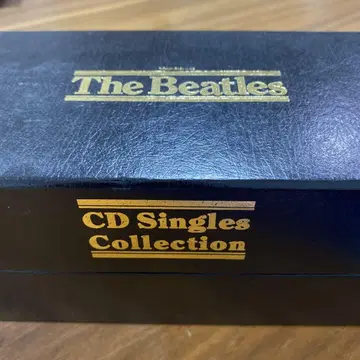 The Beatles
CD Singles
Collection